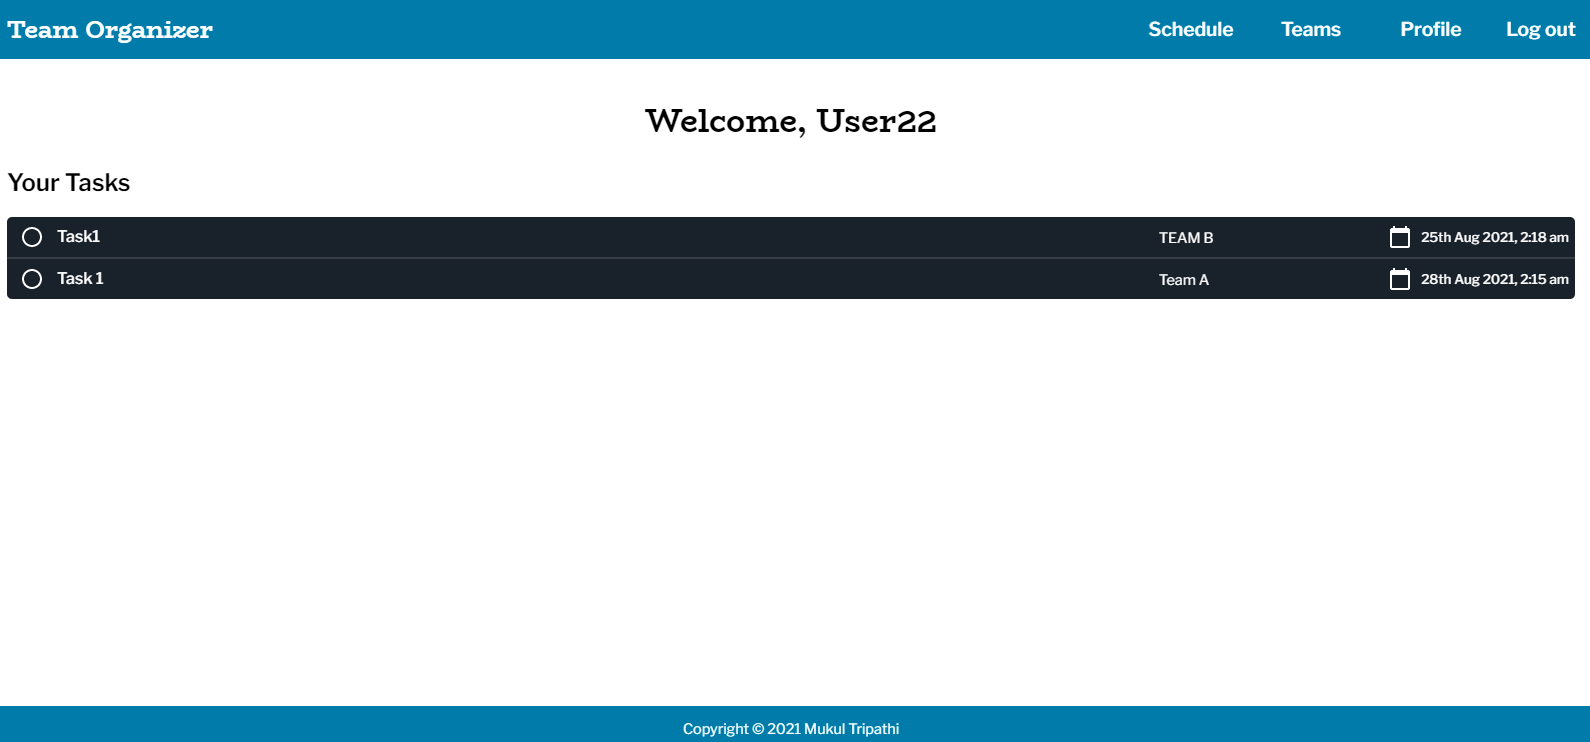 Team Organizer Schedule Teams Profile Log out
Welcome, User22
Your Tasks
Task1 TEAM B 25th Aug 2021, 2:18 am
Task 1 Team A 28th Aug 2021, 2:15 am
Copyright © 2021 Mukul Tripathi